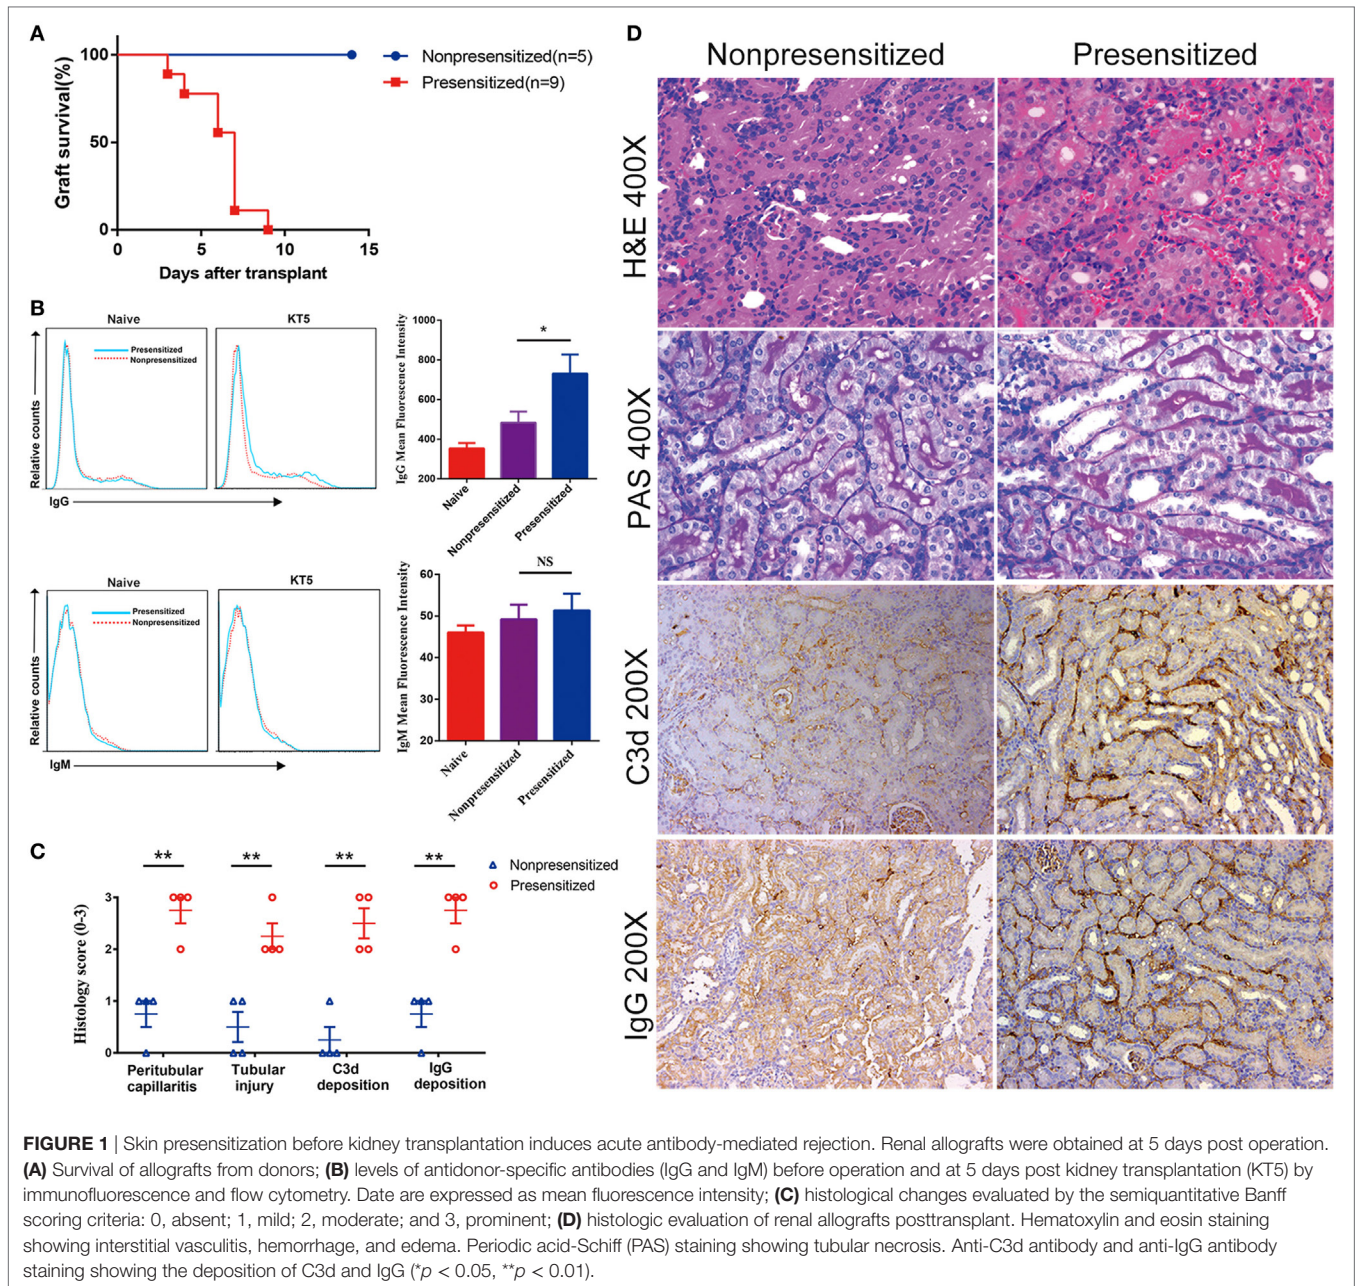 A
100
50
0
Graft survival(%)
0 5 10 15
Days after transplant
Nonpresensitized(n=5)
Presensitized(n=9)
B
Naive KT5
Presensitized
Nonpresensitized
Relative counts
IgG
1000
800
600
400
200
IgG Mean Fluorescence Intensity
*
Naive
Nonpresensitized
Presensitized
Naive KT5
Presensitized
Nonpresensitized
Relative counts
IgM
60
50
40
30
20
IgM Mean Fluorescence Intensity
NS
Naive
Nonpresensitized
Presensitized
C
** ** ** **
Nonpresensitized
Presensitized
3
2
1
0
Histology score (0-3)
Peritubular capillaritis
Tubular injury
C3d deposition
IgG deposition
D
Nonpresensitized Presensitized
H&E 400X
PAS 400X
C3d 200X
IgG 200X
FIGURE 1 | Skin presensitization before kidney transplantation induces acute antibody-mediated rejection. Renal allografts were obtained at 5 days post operation.
(A) Survival of allografts from donors; (B) levels of antidonor-specific antibodies (IgG and IgM) before operation and at 5 days post kidney transplantation (KT5) by
immunofluorescence and flow cytometry. Date are expressed as mean fluorescence intensity; (C) histological changes evaluated by the semiquantitative Banff
scoring criteria: 0, absent; 1, mild; 2, moderate; and 3, prominent; (D) histologic evaluation of renal allografts posttransplant. Hematoxylin and eosin staining
showing interstitial vasculitis, hemorrhage, and edema. Periodic acid-Schiff (PAS) staining showing tubular necrosis. Anti-C3d antibody and anti-IgG antibody
staining showing the deposition of C3d and IgG (*p < 0.05, **p < 0.01).